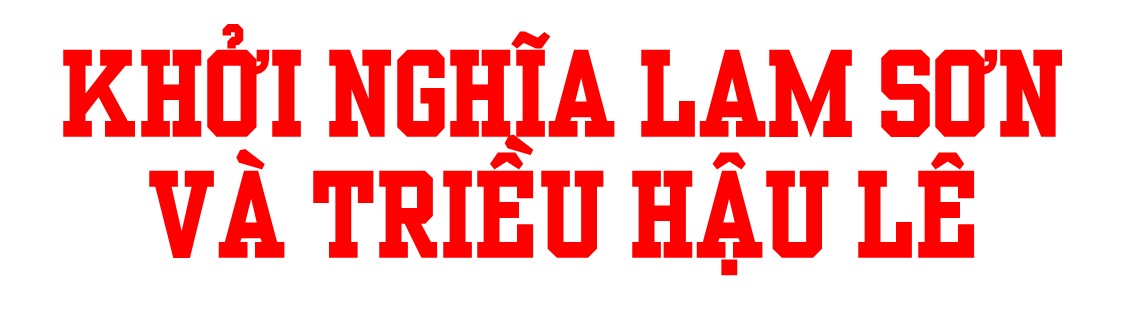 KHỞI NGHĨA LAM SƠN
VÀ TRIỀU HẬU LÊ